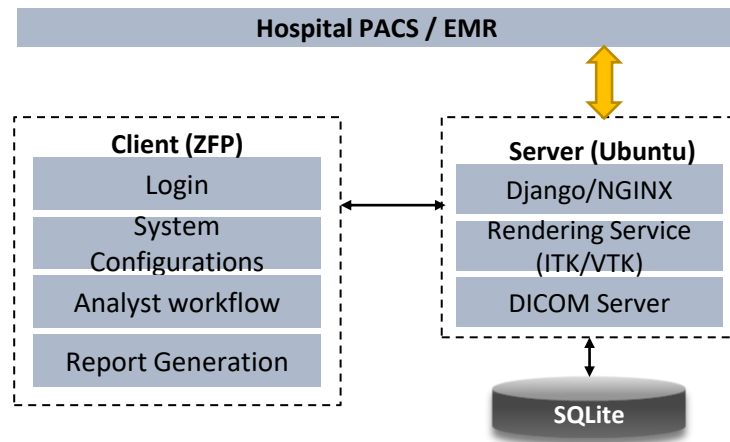 Hospital PACS / EMR
Client (ZFP)
Login
System
Configurations
Analyst workflow
Report Generation
Server (Ubuntu)
Django/NGINX
Rendering Service
(ITK/VTK)
DICOM Server
SQLite